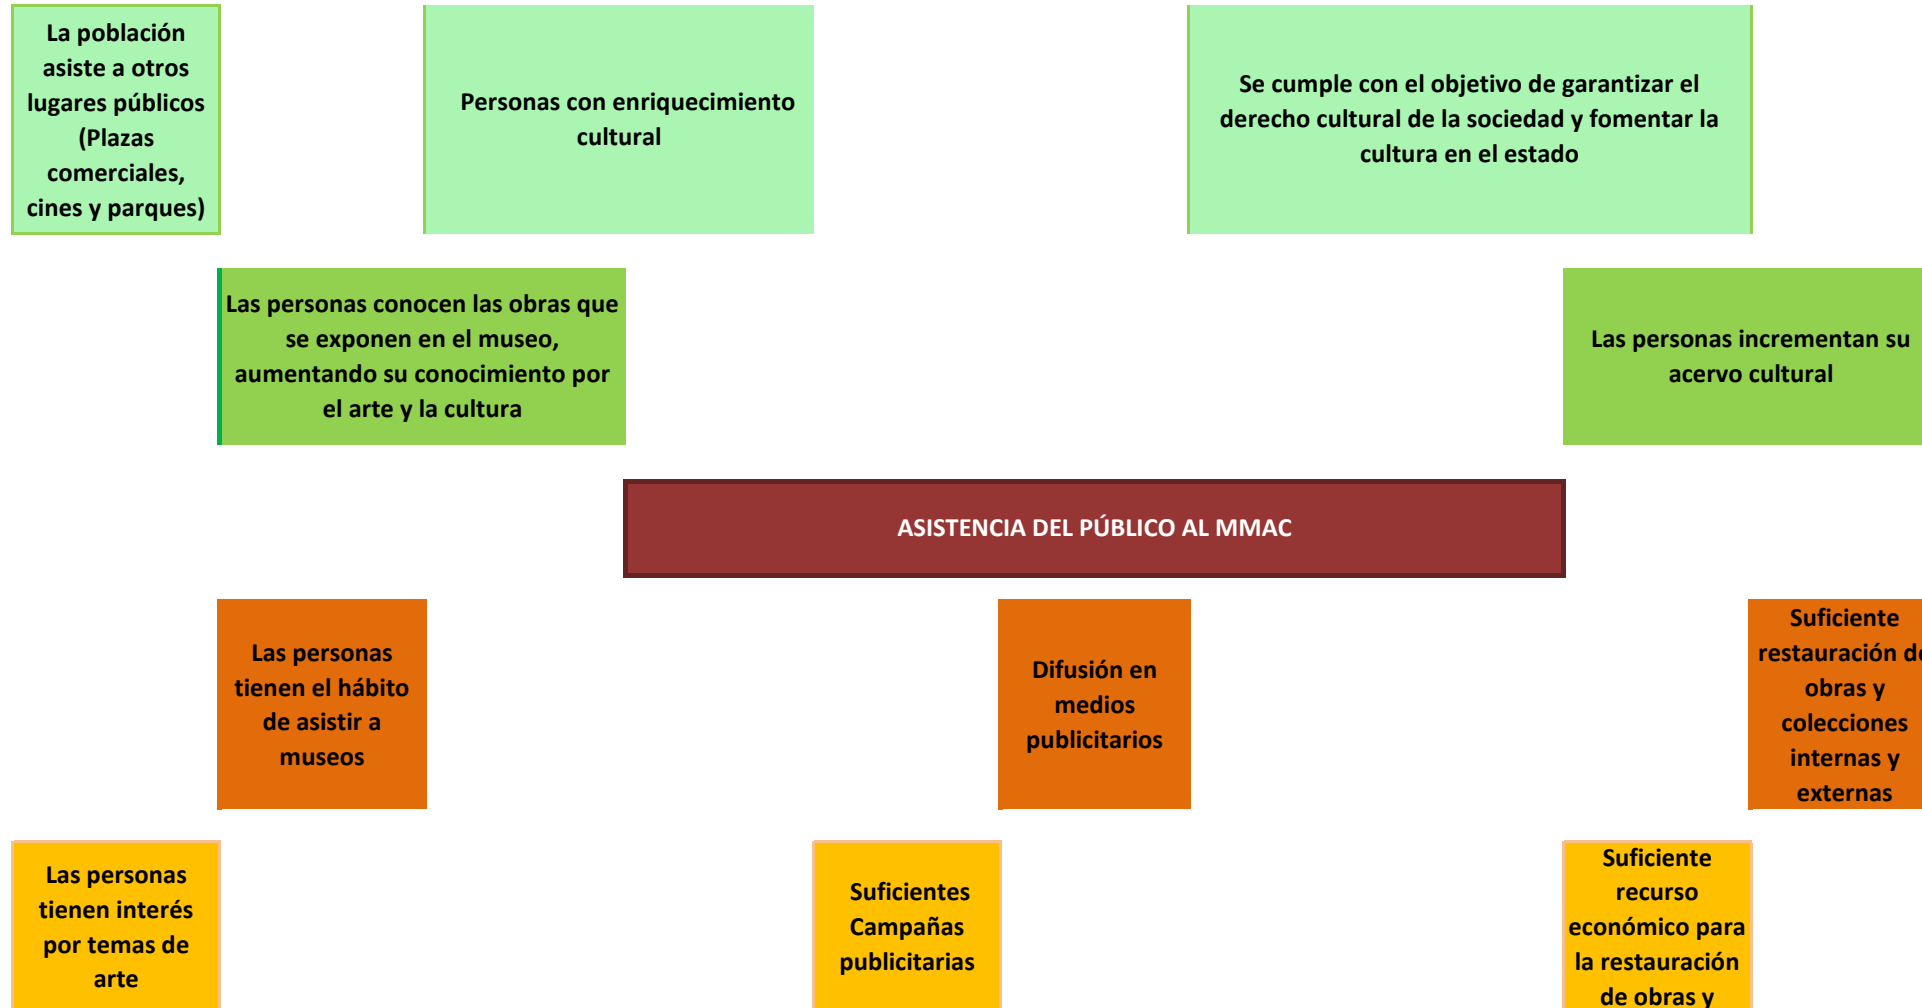 La población
asiste a otros
lugares públicos
(Plazas
comerciales,
cines y parques)
Personas con enriquecimiento
cultural
Se cumple con el objetivo de garantizar el
derecho cultural de la sociedad y fomentar la
cultura en el estado
Las personas conocen las obras que
se exponen en el museo,
aumentando su conocimiento por
el arte y la cultura
Las personas incrementan su
acervo cultural
ASISTENCIA DEL PÚBLICO AL MMAC
Las personas
tienen el hábito
de asistir a
museos
Difusión en
medios
publicitarios
Suficiente
restauración de
obras y
colecciones
internas y
externas
Las personas
tienen interés
por temas de
arte
Suficientes
Campañas
publicitarias
Suficiente
recurso
económico para
la restauración
de obras y